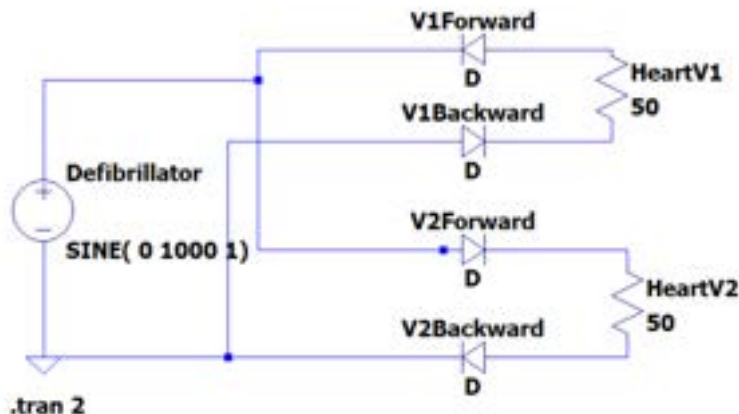 V1Forward
D
HeartV1
50
V1Backward
D
Defibrillator
SINE( 0 1000 1)
V2Forward
D
HeartV2
50
V2Backward
D
.tran 2